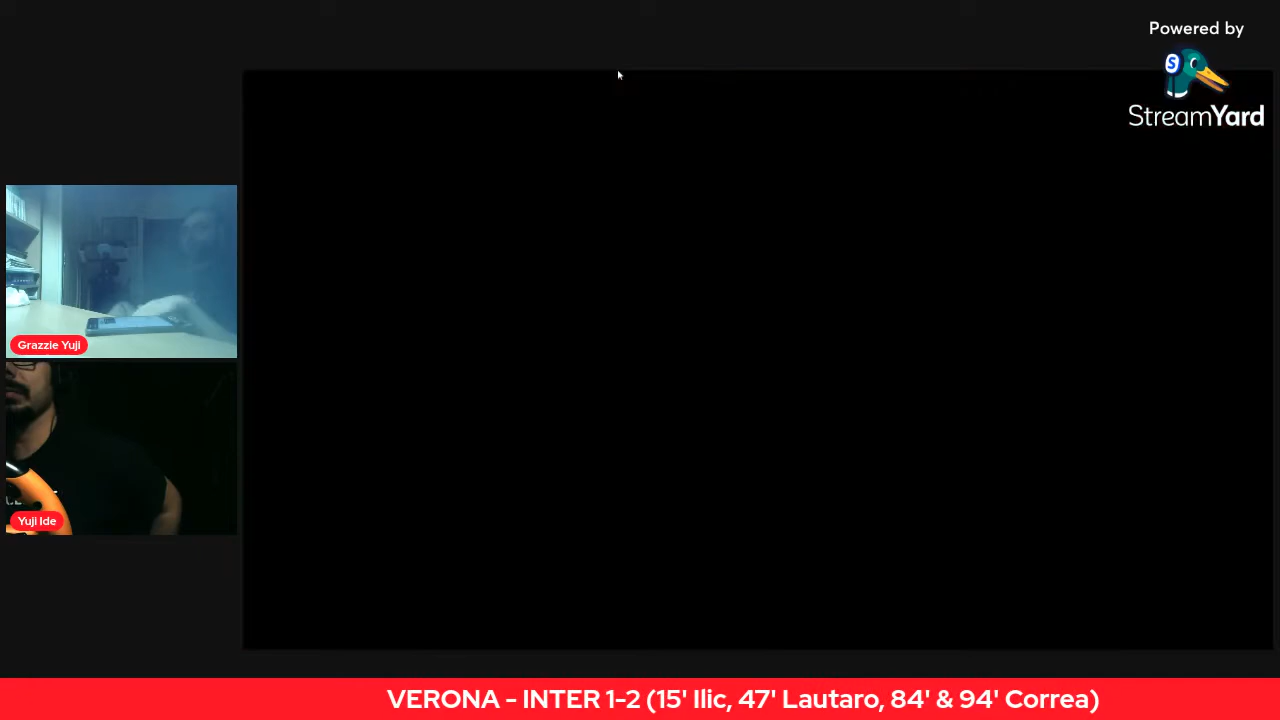 Powered by
S
StreamYard
Grazzie Yuji
Yuji Ide
VERONA - INTER 1-2 (15' Ilic, 47' Lautaro, 84' & 94' Correa)